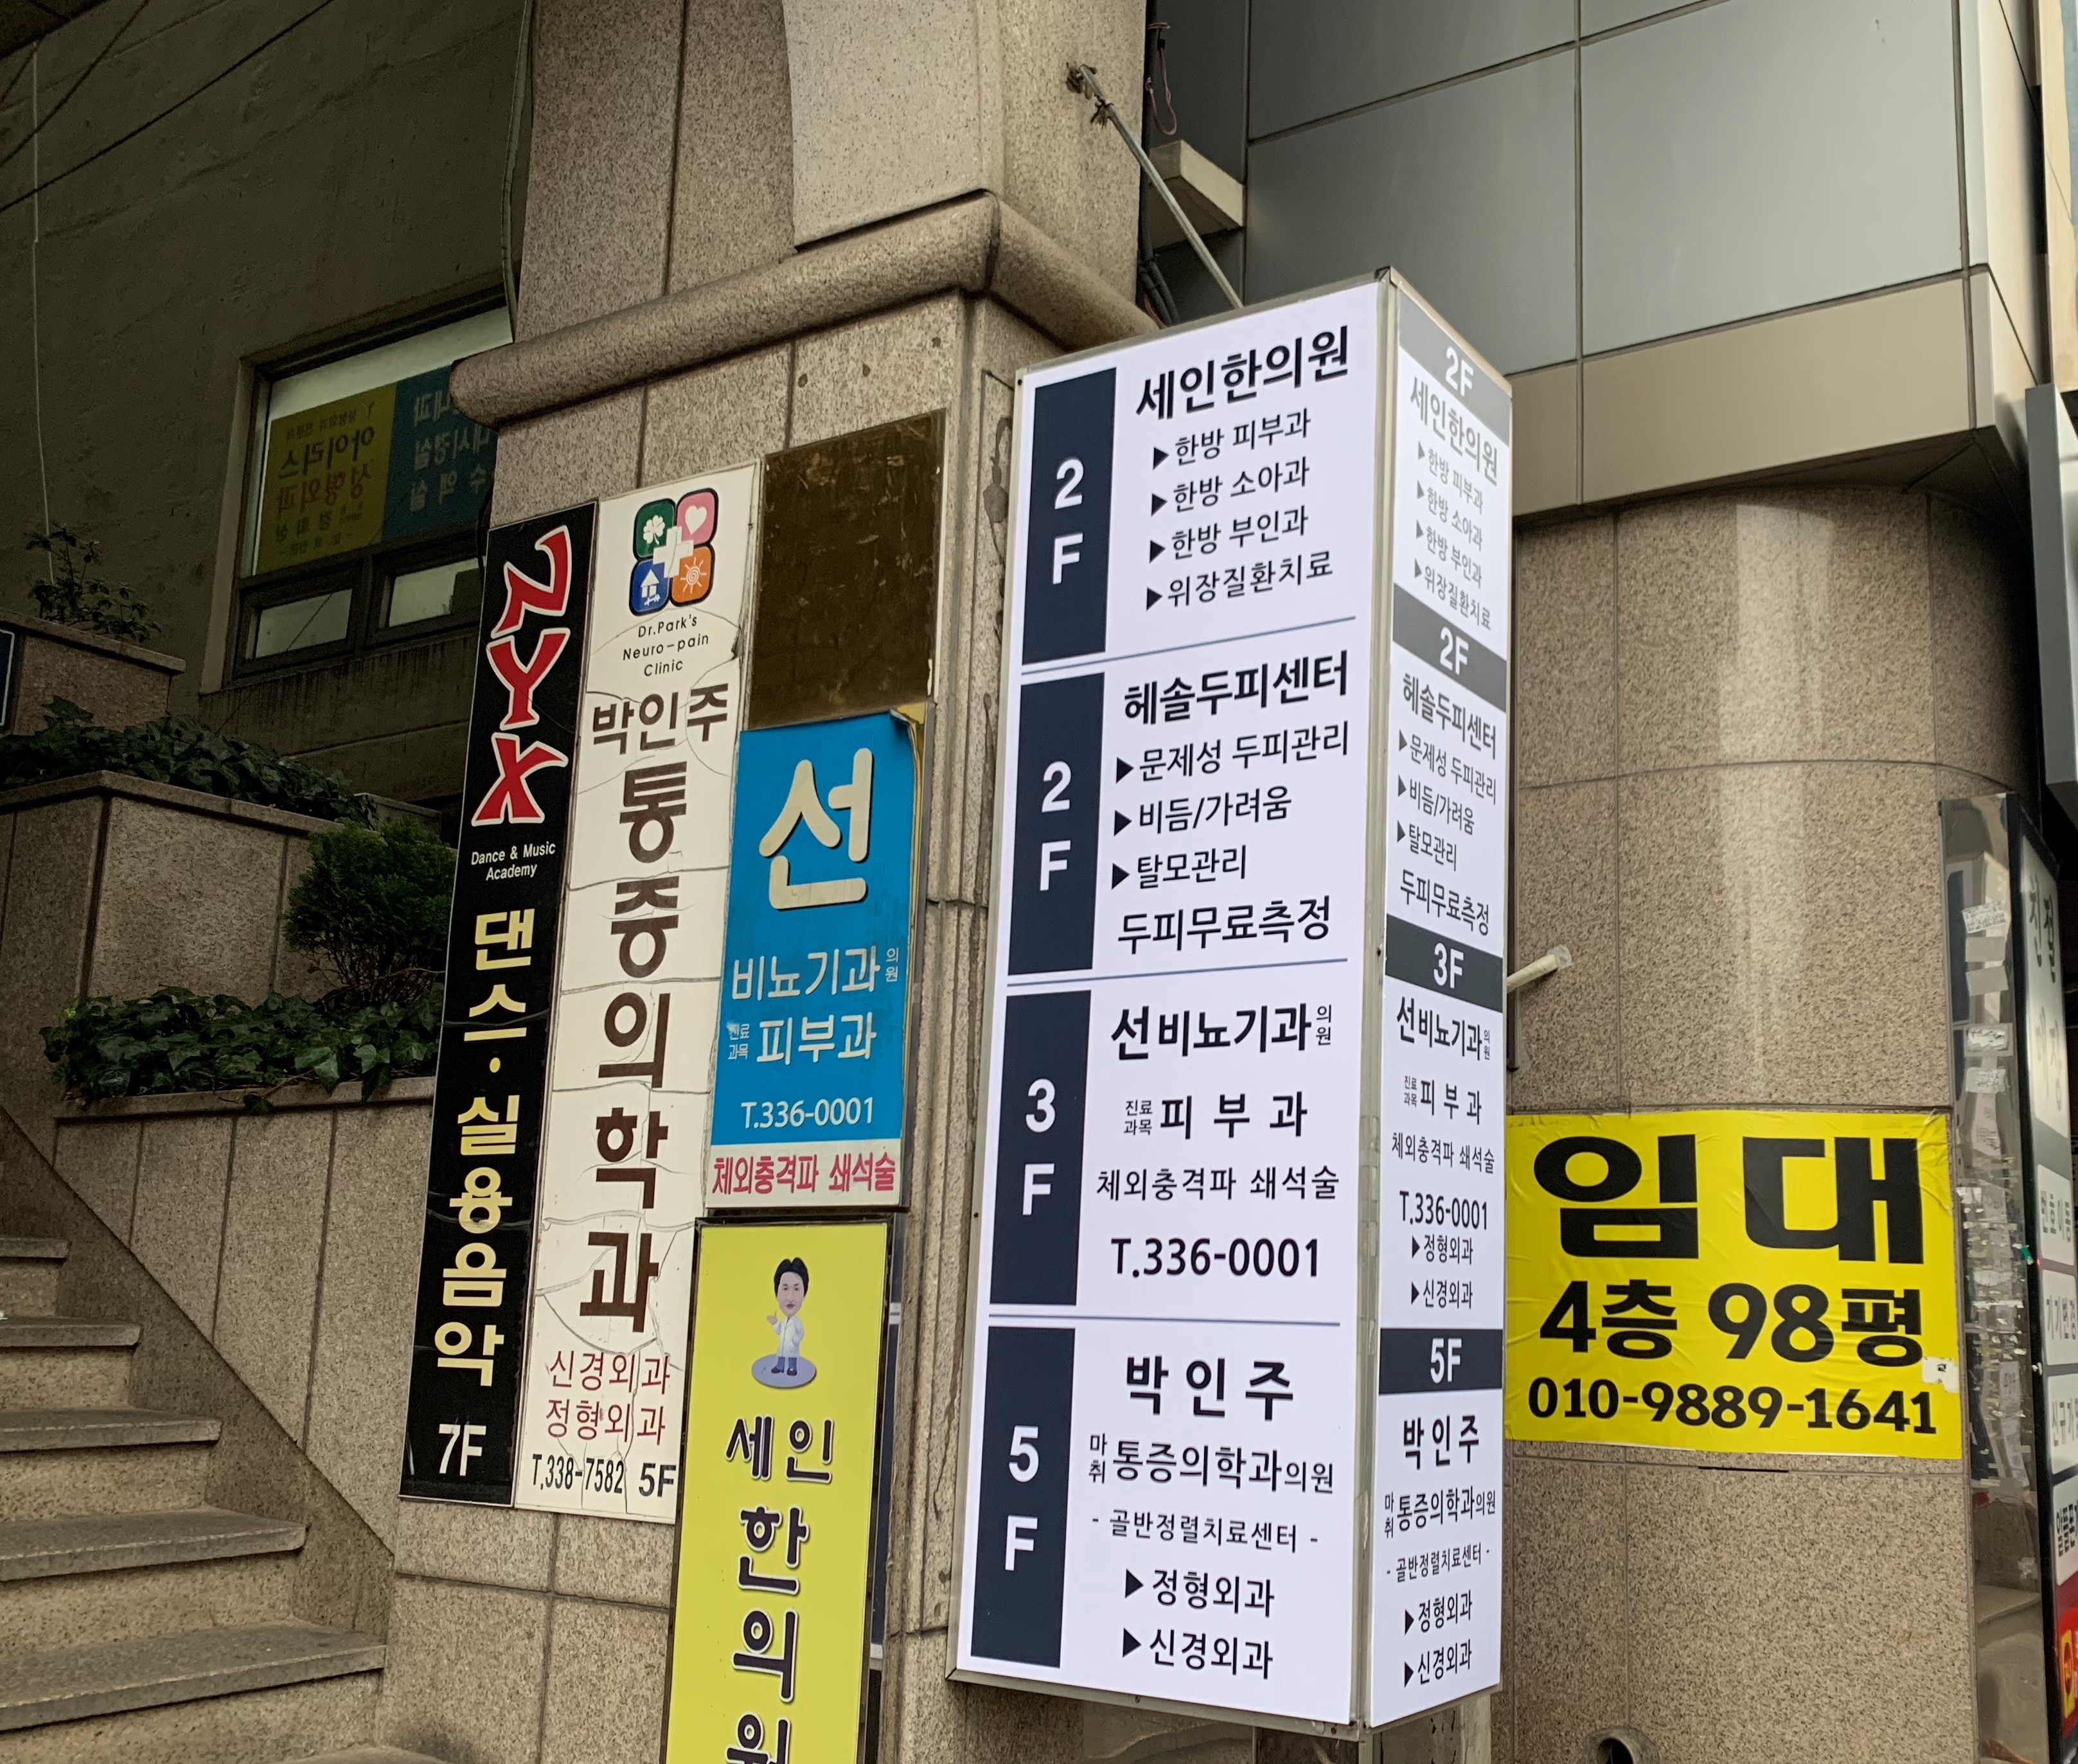 ZYX
Dance & Music
Academy
댄스·실용음악
7F
Dr.Park's
Neuro-pain
Clinic
박인주
통증의학과
신경외과
정형외과
T.338-7582 5F
선
비뇨기과의원
진료과목 피부과
T.336-0001
체외충격파 쇄석술
세인
한의원
2F
세인한의원
▶한방 피부과
▶한방 소아과
▶한방 부인과
▶위장질환치료
2F
헤솔두피센터
▶문제성 두피관리
▶비듬/가려움
▶탈모관리
두피무료측정
3F
선비뇨기과의원
진료과목 피부과
체외충격파 쇄석술
T.336-0001
5F
박인주
마취통증의학과의원
- 골반정렬치료센터 -
▶정형외과
▶신경외과
2F
세인한의원
▶한방 피부과
▶한방 소아과
▶한방 부인과
▶위장질환치료
2F
헤솔두피센터
▶문제성 두피관리
▶비듬/가려움
▶탈모관리
두피무료측정
3F
선비뇨기과의원
진료과목 피부과
체외충격파 쇄석술
T.336-0001
▶정형외과
▶신경외과
5F
박인주
마취통증의학과의원
- 골반정렬치료센터 -
▶정형외과
▶신경외과
임대
4층 98평
010-9889-1641
아이리스
성형외과